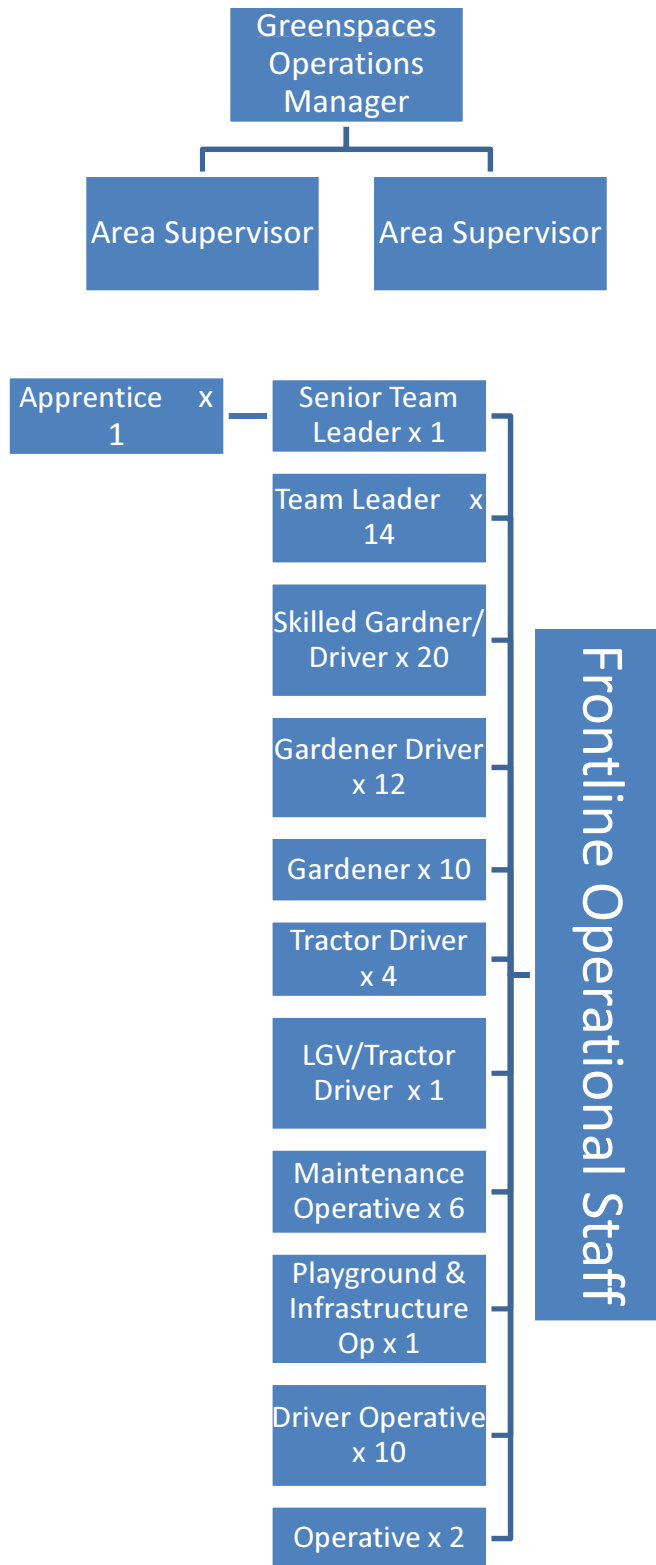 Greenspaces
Operations
Manager
Area Supervisor
Area Supervisor
Apprentice x
1
Senior Team
Leader x 1
Team Leader x
14
Skilled Gardner/
Driver x 20
Gardener Driver
x 12
Gardener x 10
Tractor Driver
x 4
LGV/Tractor
Driver x 1
Maintenance
Operative x 6
Playground &
Infrastructure
Op x 1
Driver Operative
x 10
Operative x 2
Frontline Operational Staff